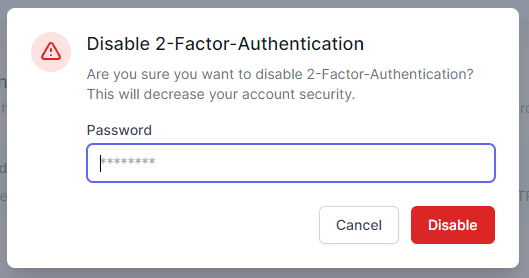 Disable 2-Factor-Authentication
Are you sure you want to disable 2-Factor-Authentication?
This will decrease your account security.
Password
********
Cancel
Disable